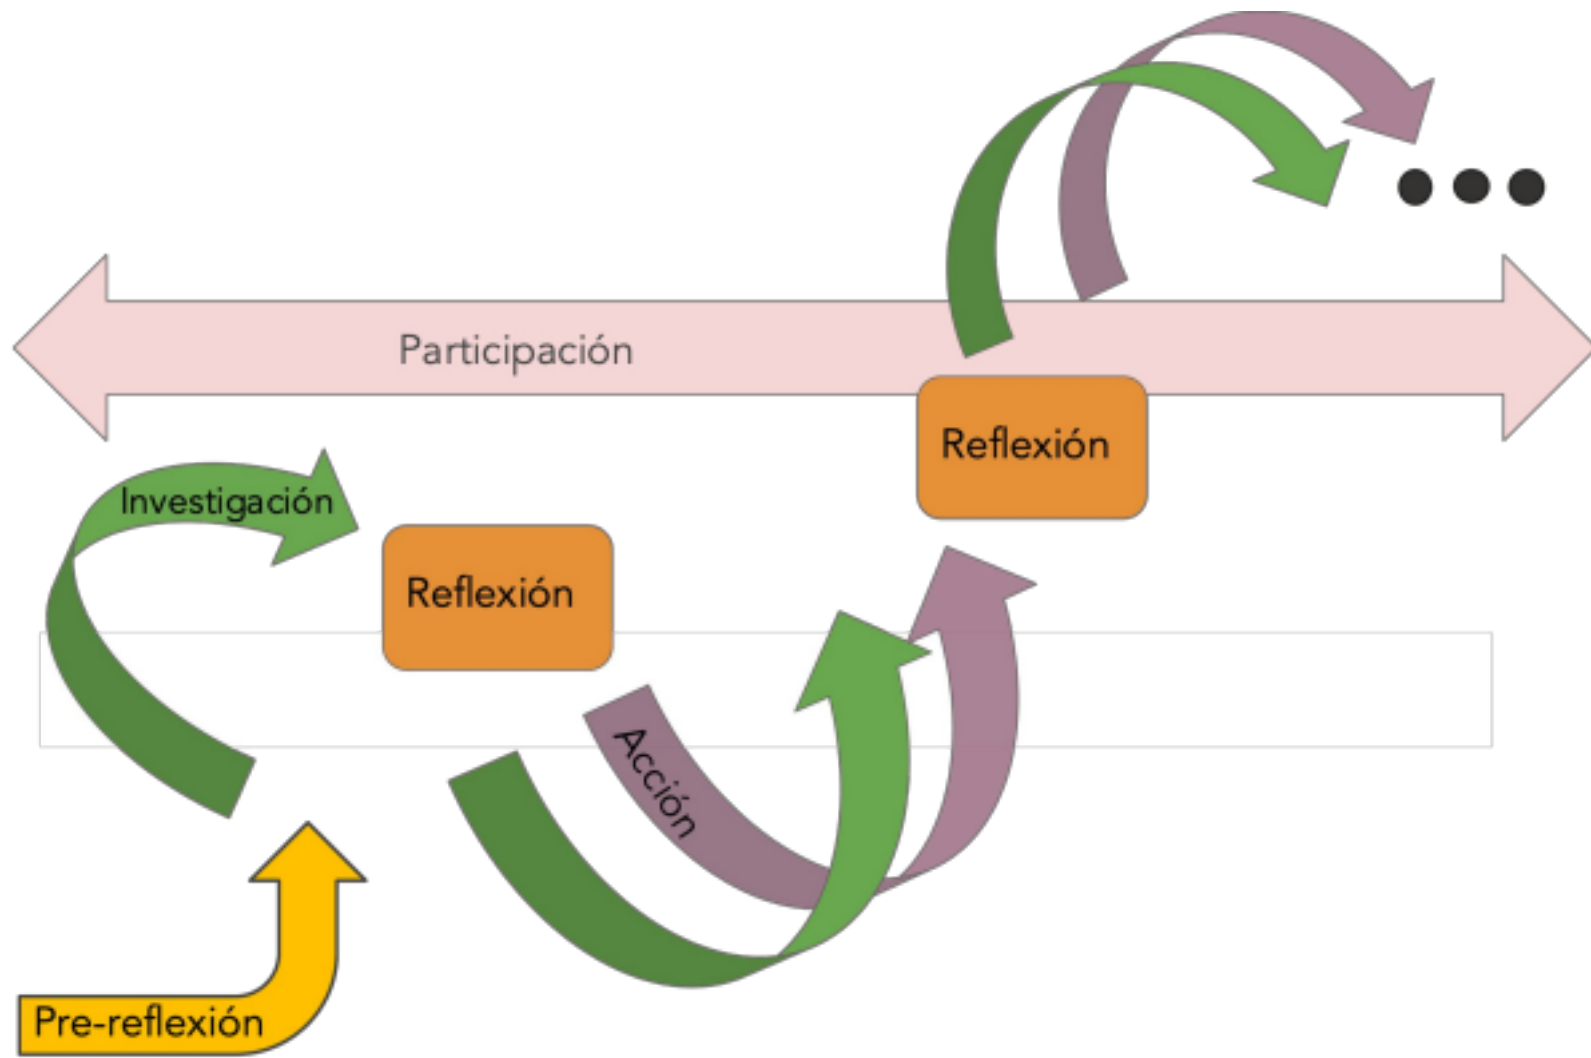 Participación
Reflexión
Investigación
Reflexión
Acción
Pre-reflexión